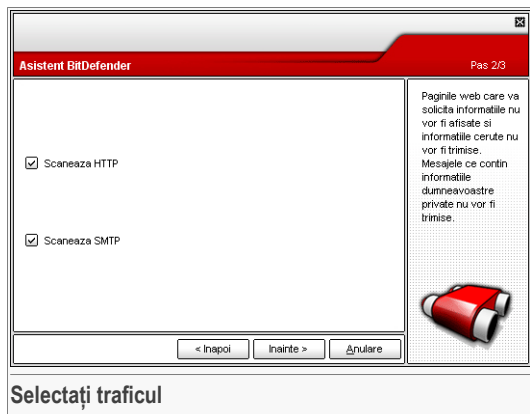 Asistent BitDefender
Pas 2/3
Scaneaza HTTP
Scaneaza SMTP
Paginile web care va
solicita informatiile nu
vor fi afisate si
informatiile cerute nu
vor fi trimise.
Mesajele ce contin
informatiile
dumneavoastre
private nu vor fi
trimise.
< Inapoi
Inainte >
Anulare
Selectați traficul